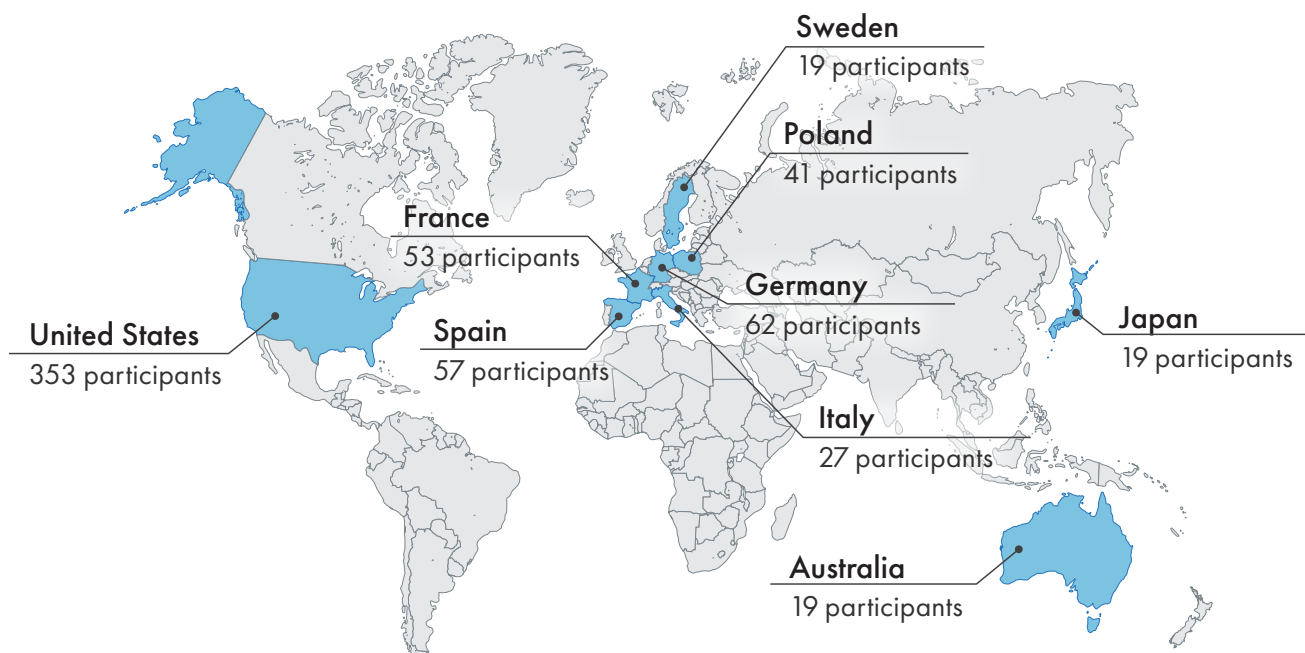 Sweden
19 participants
Poland
41 participants
France
53 participants
Germany
62 participants
United States
353 participants
Spain
57 participants
Japan
19 participants
Italy
27 participants
Australia
19 participants